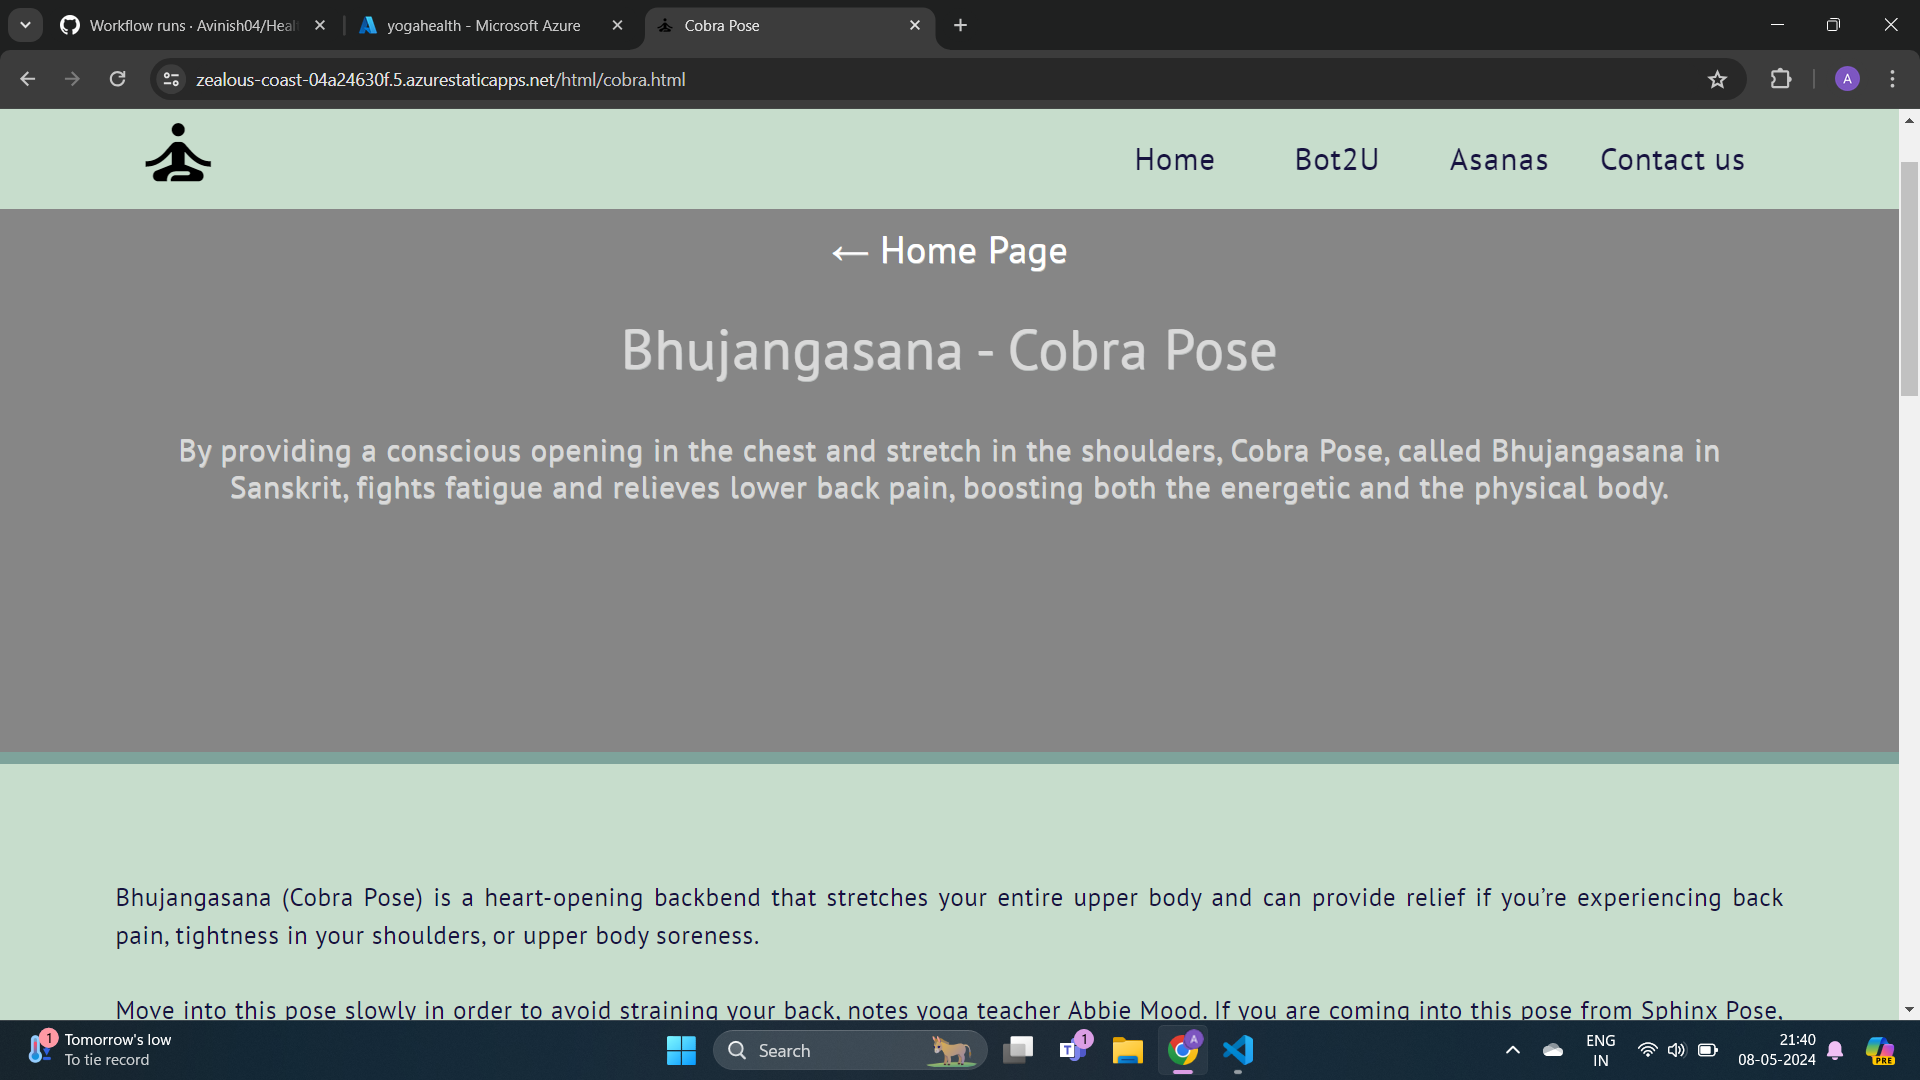 Workflow runs · Avinish04/Heal
yogahealth - Microsoft Azure
Cobra Pose
zealous-coast-04a24630f.5.azurestaticapps.net/html/cobra.html
A
Home Bot2U Asanas Contact us
← Home Page
Bhujangasana - Cobra Pose
By providing a conscious opening in the chest and stretch in the shoulders, Cobra Pose, called Bhujangasana in
Sanskrit, fights fatigue and relieves lower back pain, boosting both the energetic and the physical body.
Bhujangasana (Cobra Pose) is a heart-opening backbend that stretches your entire upper body and can provide relief if you’re experiencing back
pain, tightness in your shoulders, or upper body soreness.
Move into this pose slowly in order to avoid straining your back, notes yoga teacher Abbie Mood. If you are coming into this pose from Sphinx Pose,
1
Tomorrow's low
To tie record
Search
T
1
A
ENG
IN
21:40
08-05-2024
PRE